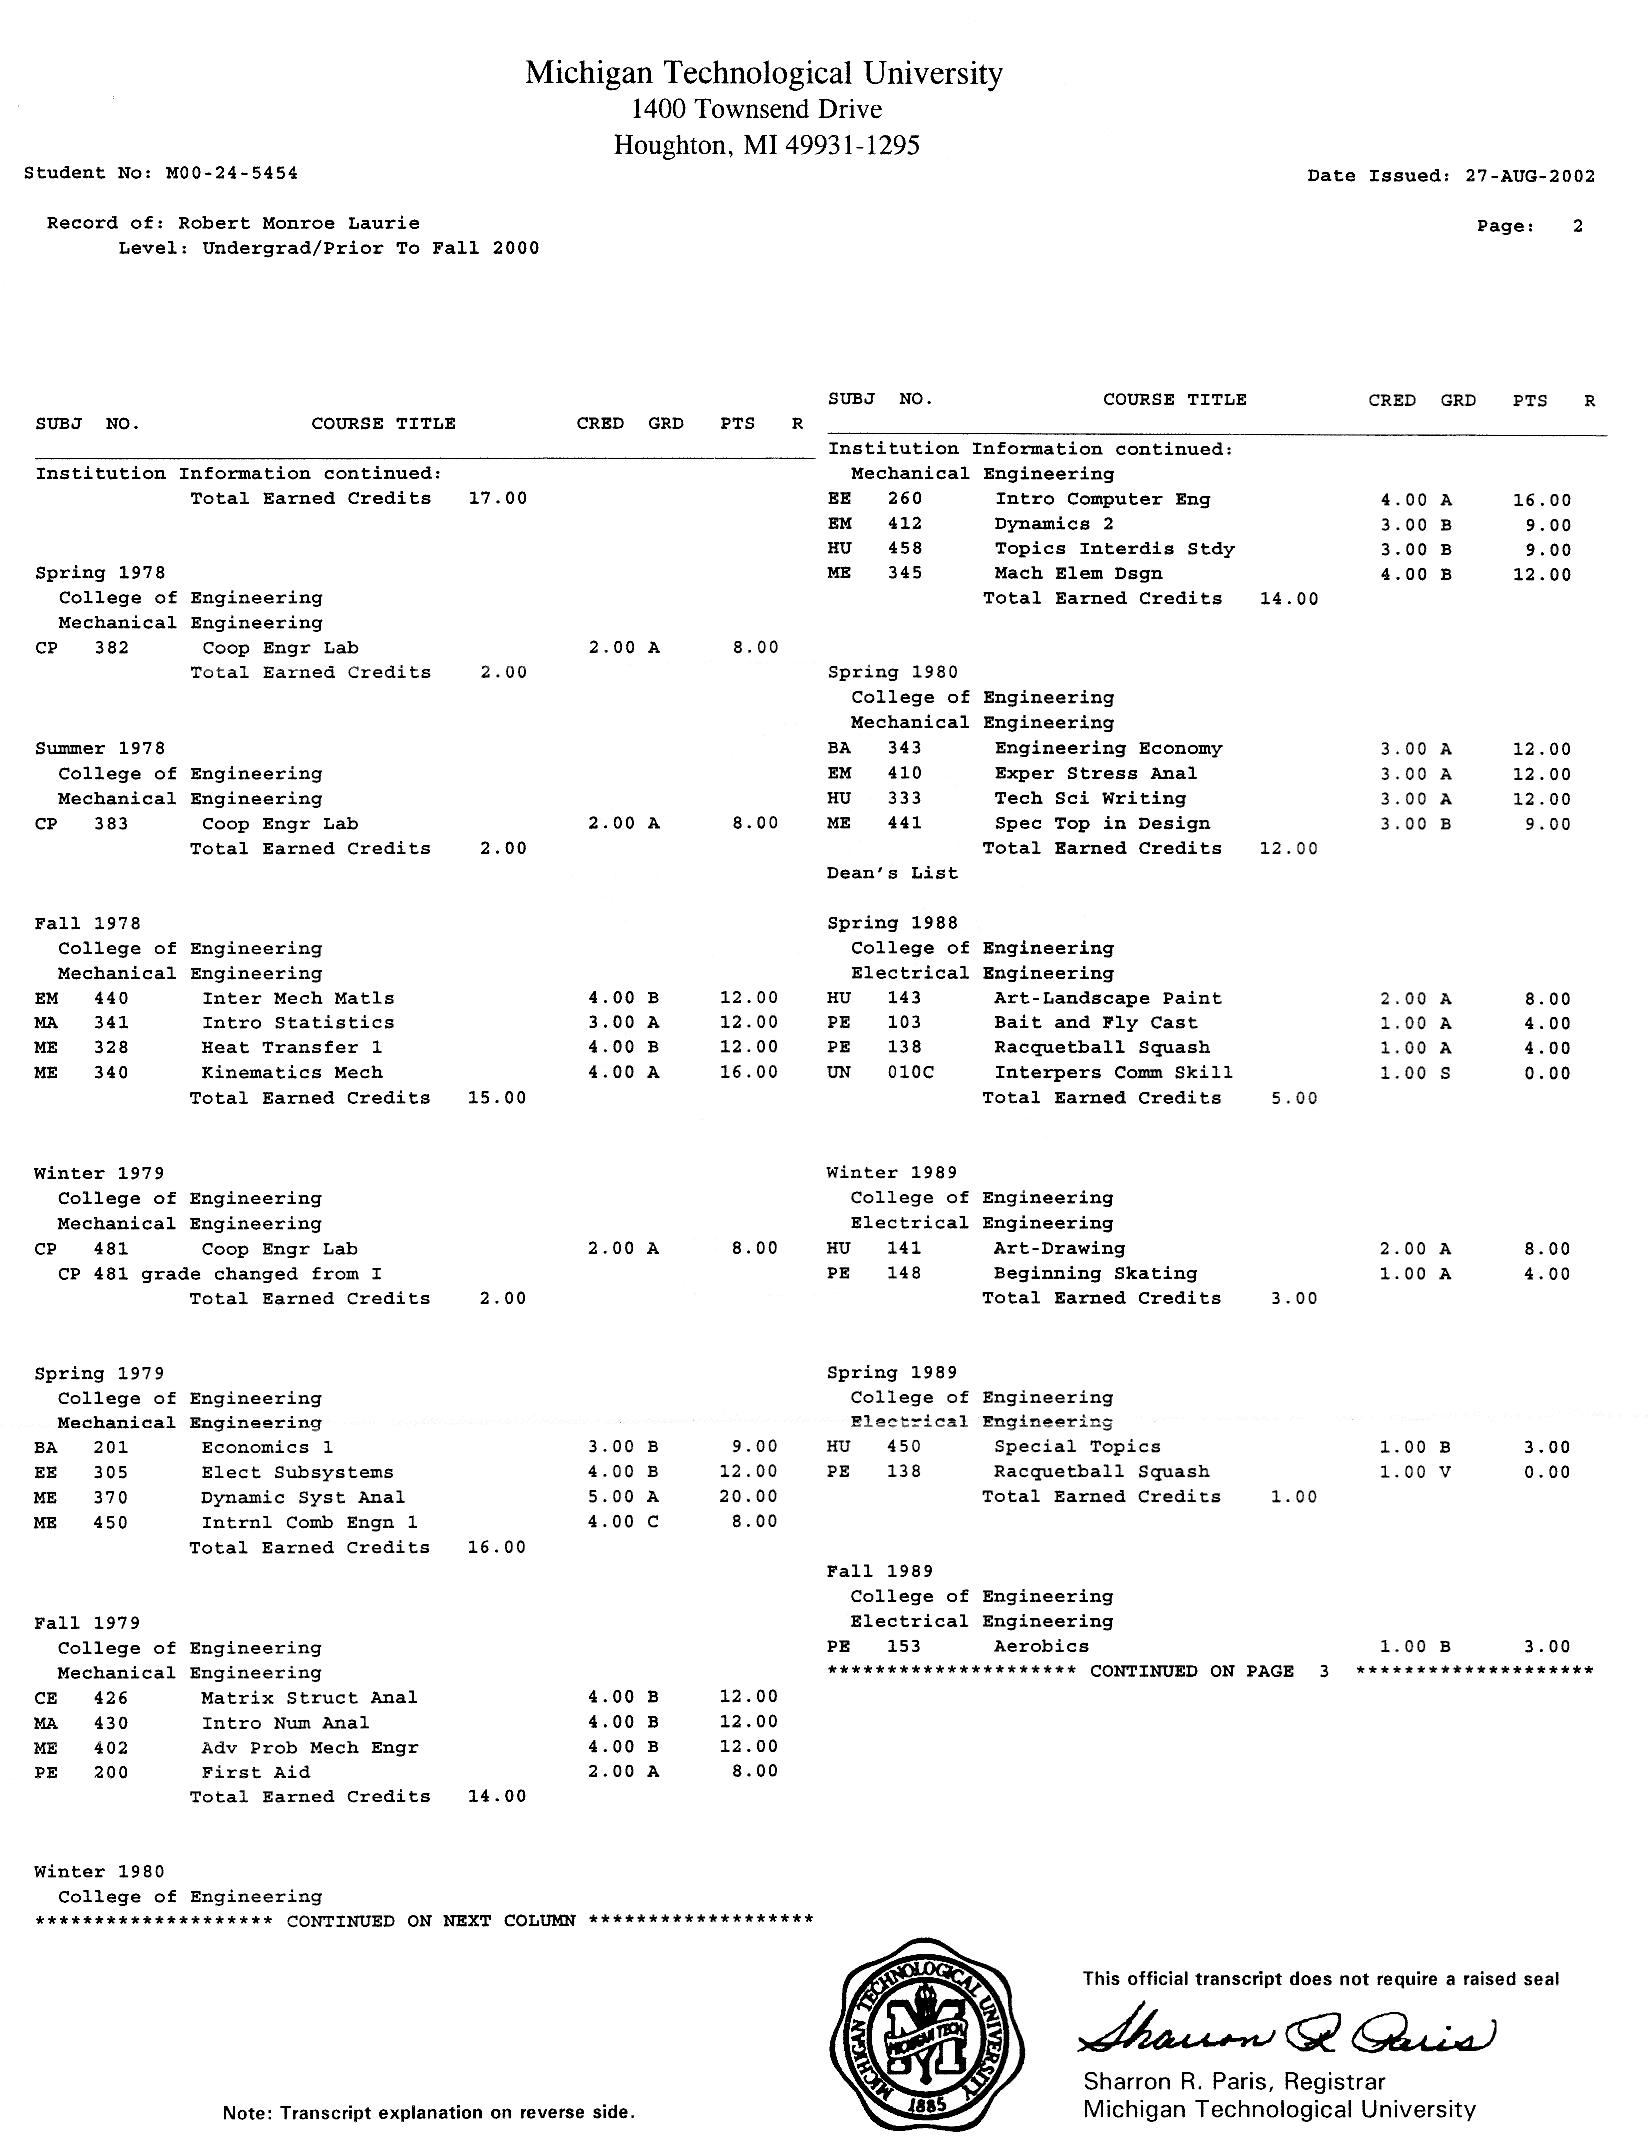 Michigan Technological University
1400 Townsend Drive
Houghton, MI 49931-1295
Student No: M00-24-5454
Date Issued: 27-AUG-2002
Record of: Robert Monroe Laurie
Page: 2
Level: Undergrad/Prior To Fall 2000
SUBJ NO. COURSE TITLE CRED GRD PTS R
Institution Information continued:
Total Earned Credits 17.00
Spring 1978
College of Engineering
Mechanical Engineering
CP 382 Coop Engr Lab 2.00 A 8.00
Total Earned Credits 2.00
Summer 1978
College of Engineering
Mechanical Engineering
CP 383 Coop Engr Lab 2.00 A 8.00
Total Earned Credits 2.00
Fall 1978
College of Engineering
Mechanical Engineering
EM 440 Inter Mech Matls 4.00 B 12.00
MA 341 Intro Statistics 3.00 A 12.00
ME 328 Heat Transfer 1 4.00 B 12.00
ME 340 Kinematics Mech 4.00 A 16.00
Total Earned Credits 15.00
Winter 1979
College of Engineering
Mechanical Engineering
CP 481 Coop Engr Lab 2.00 A 8.00
CP 481 grade changed from I
Total Earned Credits 2.00
Spring 1979
College of Engineering
Mechanical Engineering
BA 201 Economics 1 3.00 B 9.00
EE 305 Elect Subsystems 4.00 B 12.00
ME 370 Dynamic Syst Anal 5.00 A 20.00
ME 450 Intrnl Comb Engn 1 4.00 C 8.00
Total Earned Credits 16.00
Fall 1979
College of Engineering
Mechanical Engineering
CE 426 Matrix Struct Anal 4.00 B 12.00
MA 430 Intro Num Anal 4.00 B 12.00
ME 402 Adv Prob Mech Engr 4.00 B 12.00
PE 200 First Aid 2.00 A 8.00
Total Earned Credits 14.00
Winter 1980
College of Engineering
******************** CONTINUED ON NEXT COLUMN *******************
SUBJ NO. COURSE TITLE CRED GRD PTS R
Institution Information continued:
Mechanical Engineering
EE 260 Intro Computer Eng 4.00 A 16.00
EM 412 Dynamics 2 3.00 B 9.00
HU 458 Topics Interdis Stdy 3.00 B 9.00
ME 345 Mach Elem Dsgn 4.00 B 12.00
Total Earned Credits 14.00
Spring 1980
College of Engineering
Mechanical Engineering
BA 343 Engineering Economy 3.00 A 12.00
EM 410 Exper Stress Anal 3.00 A 12.00
HU 333 Tech Sci Writing 3.00 A 12.00
ME 441 Spec Top in Design 3.00 B 9.00
Total Earned Credits 12.00
Dean's List
Spring 1988
College of Engineering
Electrical Engineering
HU 143 Art-Landscape Paint 2.00 A 8.00
PE 103 Bait and Fly Cast 1.00 A 4.00
PE 138 Racquetball Squash 1.00 A 4.00
UN 010C Interpers Comm Skill 1.00 S 0.00
Total Earned Credits 5.00
Winter 1989
College of Engineering
Electrical Engineering
HU 141 Art-Drawing 2.00 A 8.00
PE 148 Beginning Skating 1.00 A 4.00
Total Earned Credits 3.00
Spring 1989
College of Engineering
Electrical Engineering
HU 450 Special Topics 1.00 B 3.00
PE 138 Racquetball Squash 1.00 V 0.00
Total Earned Credits 1.00
Fall 1989
College of Engineering
Electrical Engineering
PE 153 Aerobics 1.00 B 3.00
********************* CONTINUED ON PAGE 3 ********************
MICHIGAN TECHNOLOGICAL UNIVERSITY
MICHIGAN TECH
1885
This official transcript does not require a raised seal
Sharron R Paris
Sharron R. Paris, Registrar
Michigan Technological University
Note: Transcript explanation on reverse side.